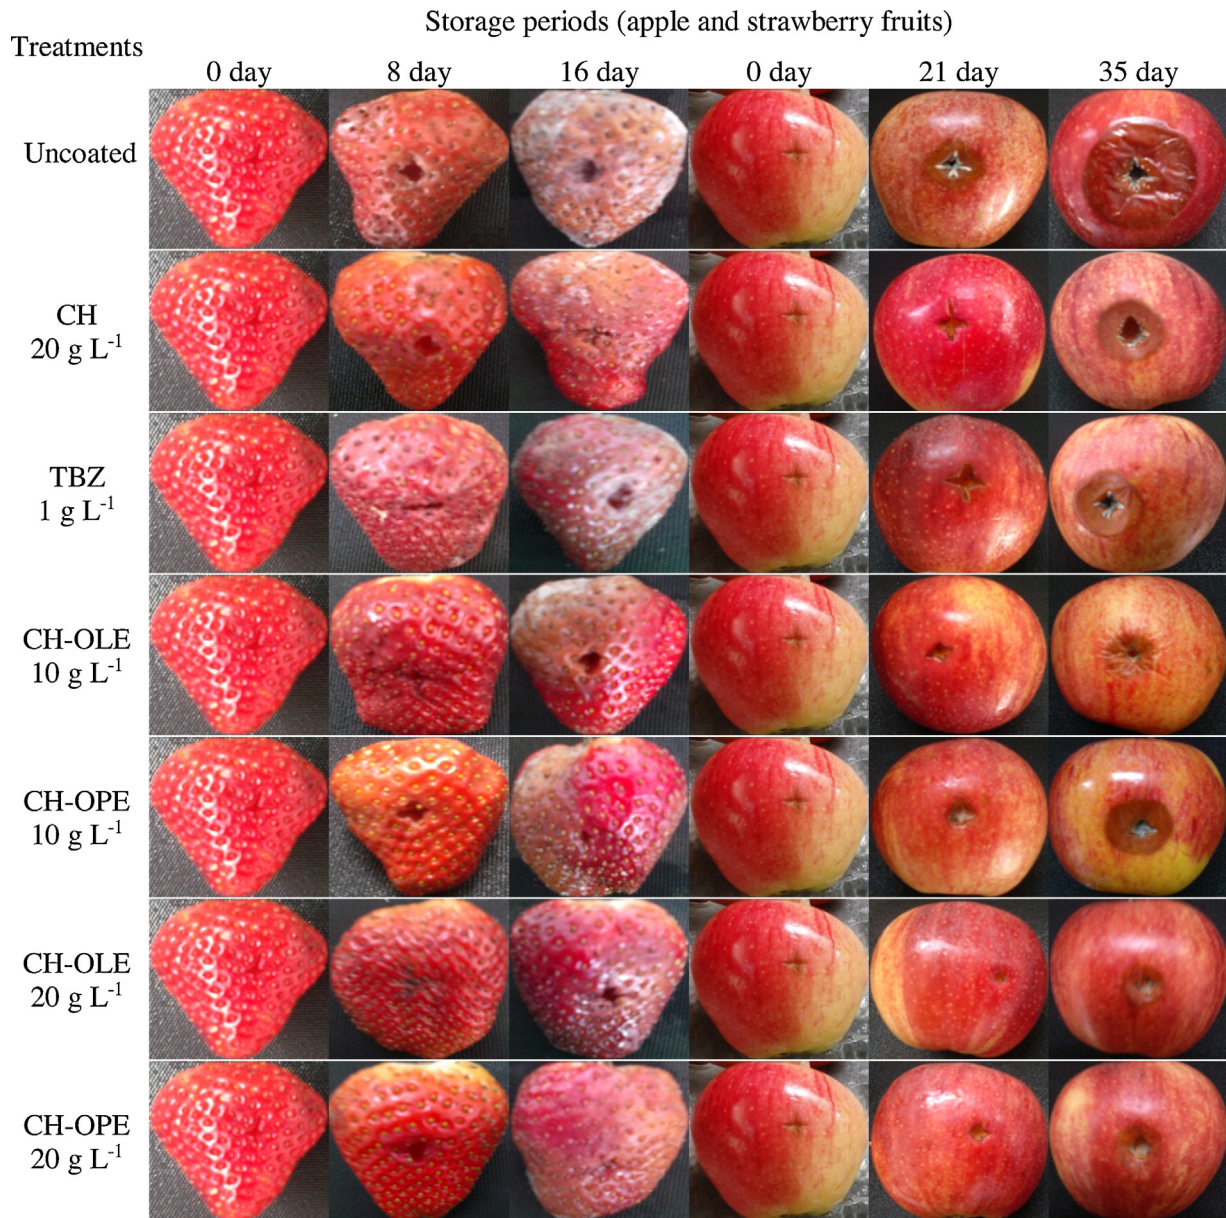 Storage periods (apple and strawberry fruits)
Treatments
0 day 8 day 16 day 0 day 21 day 35 day
Uncoated
CH
20 g L⁻¹
TBZ
1 g L⁻¹
CH-OLE
10 g L⁻¹
CH-OPE
10 g L⁻¹
CH-OLE
20 g L⁻¹
CH-OPE
20 g L⁻¹